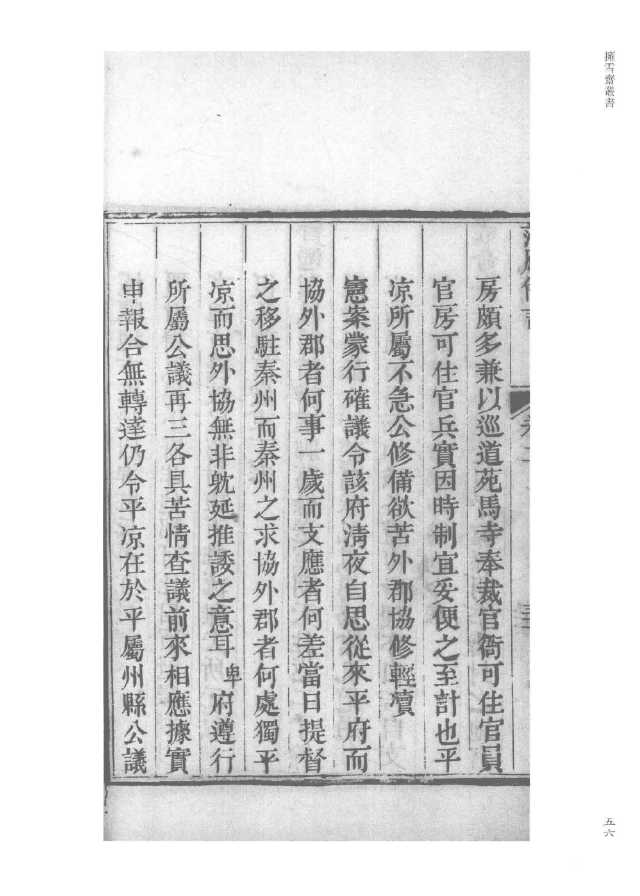 擁雪齋叢書
房頗多兼以巡道苑馬寺奉裁官衙可住官員
官房可住官兵實因時制宜妥便之至計也平
凉所屬不急公修備欲苦外郡協修輕瀆
憲案蒙行確議令該府淸夜自思從來平府而
協外郡者何事一歲而支應者何差當日提督
之移駐秦州而秦州之求協外郡者何處獨平
凉而思外協無非躭延推諉之意耳卑府遵行
所屬公議再三各具苦情查議前來相應據實
申報合無轉達仍令平凉在於平屬州縣公議
五六